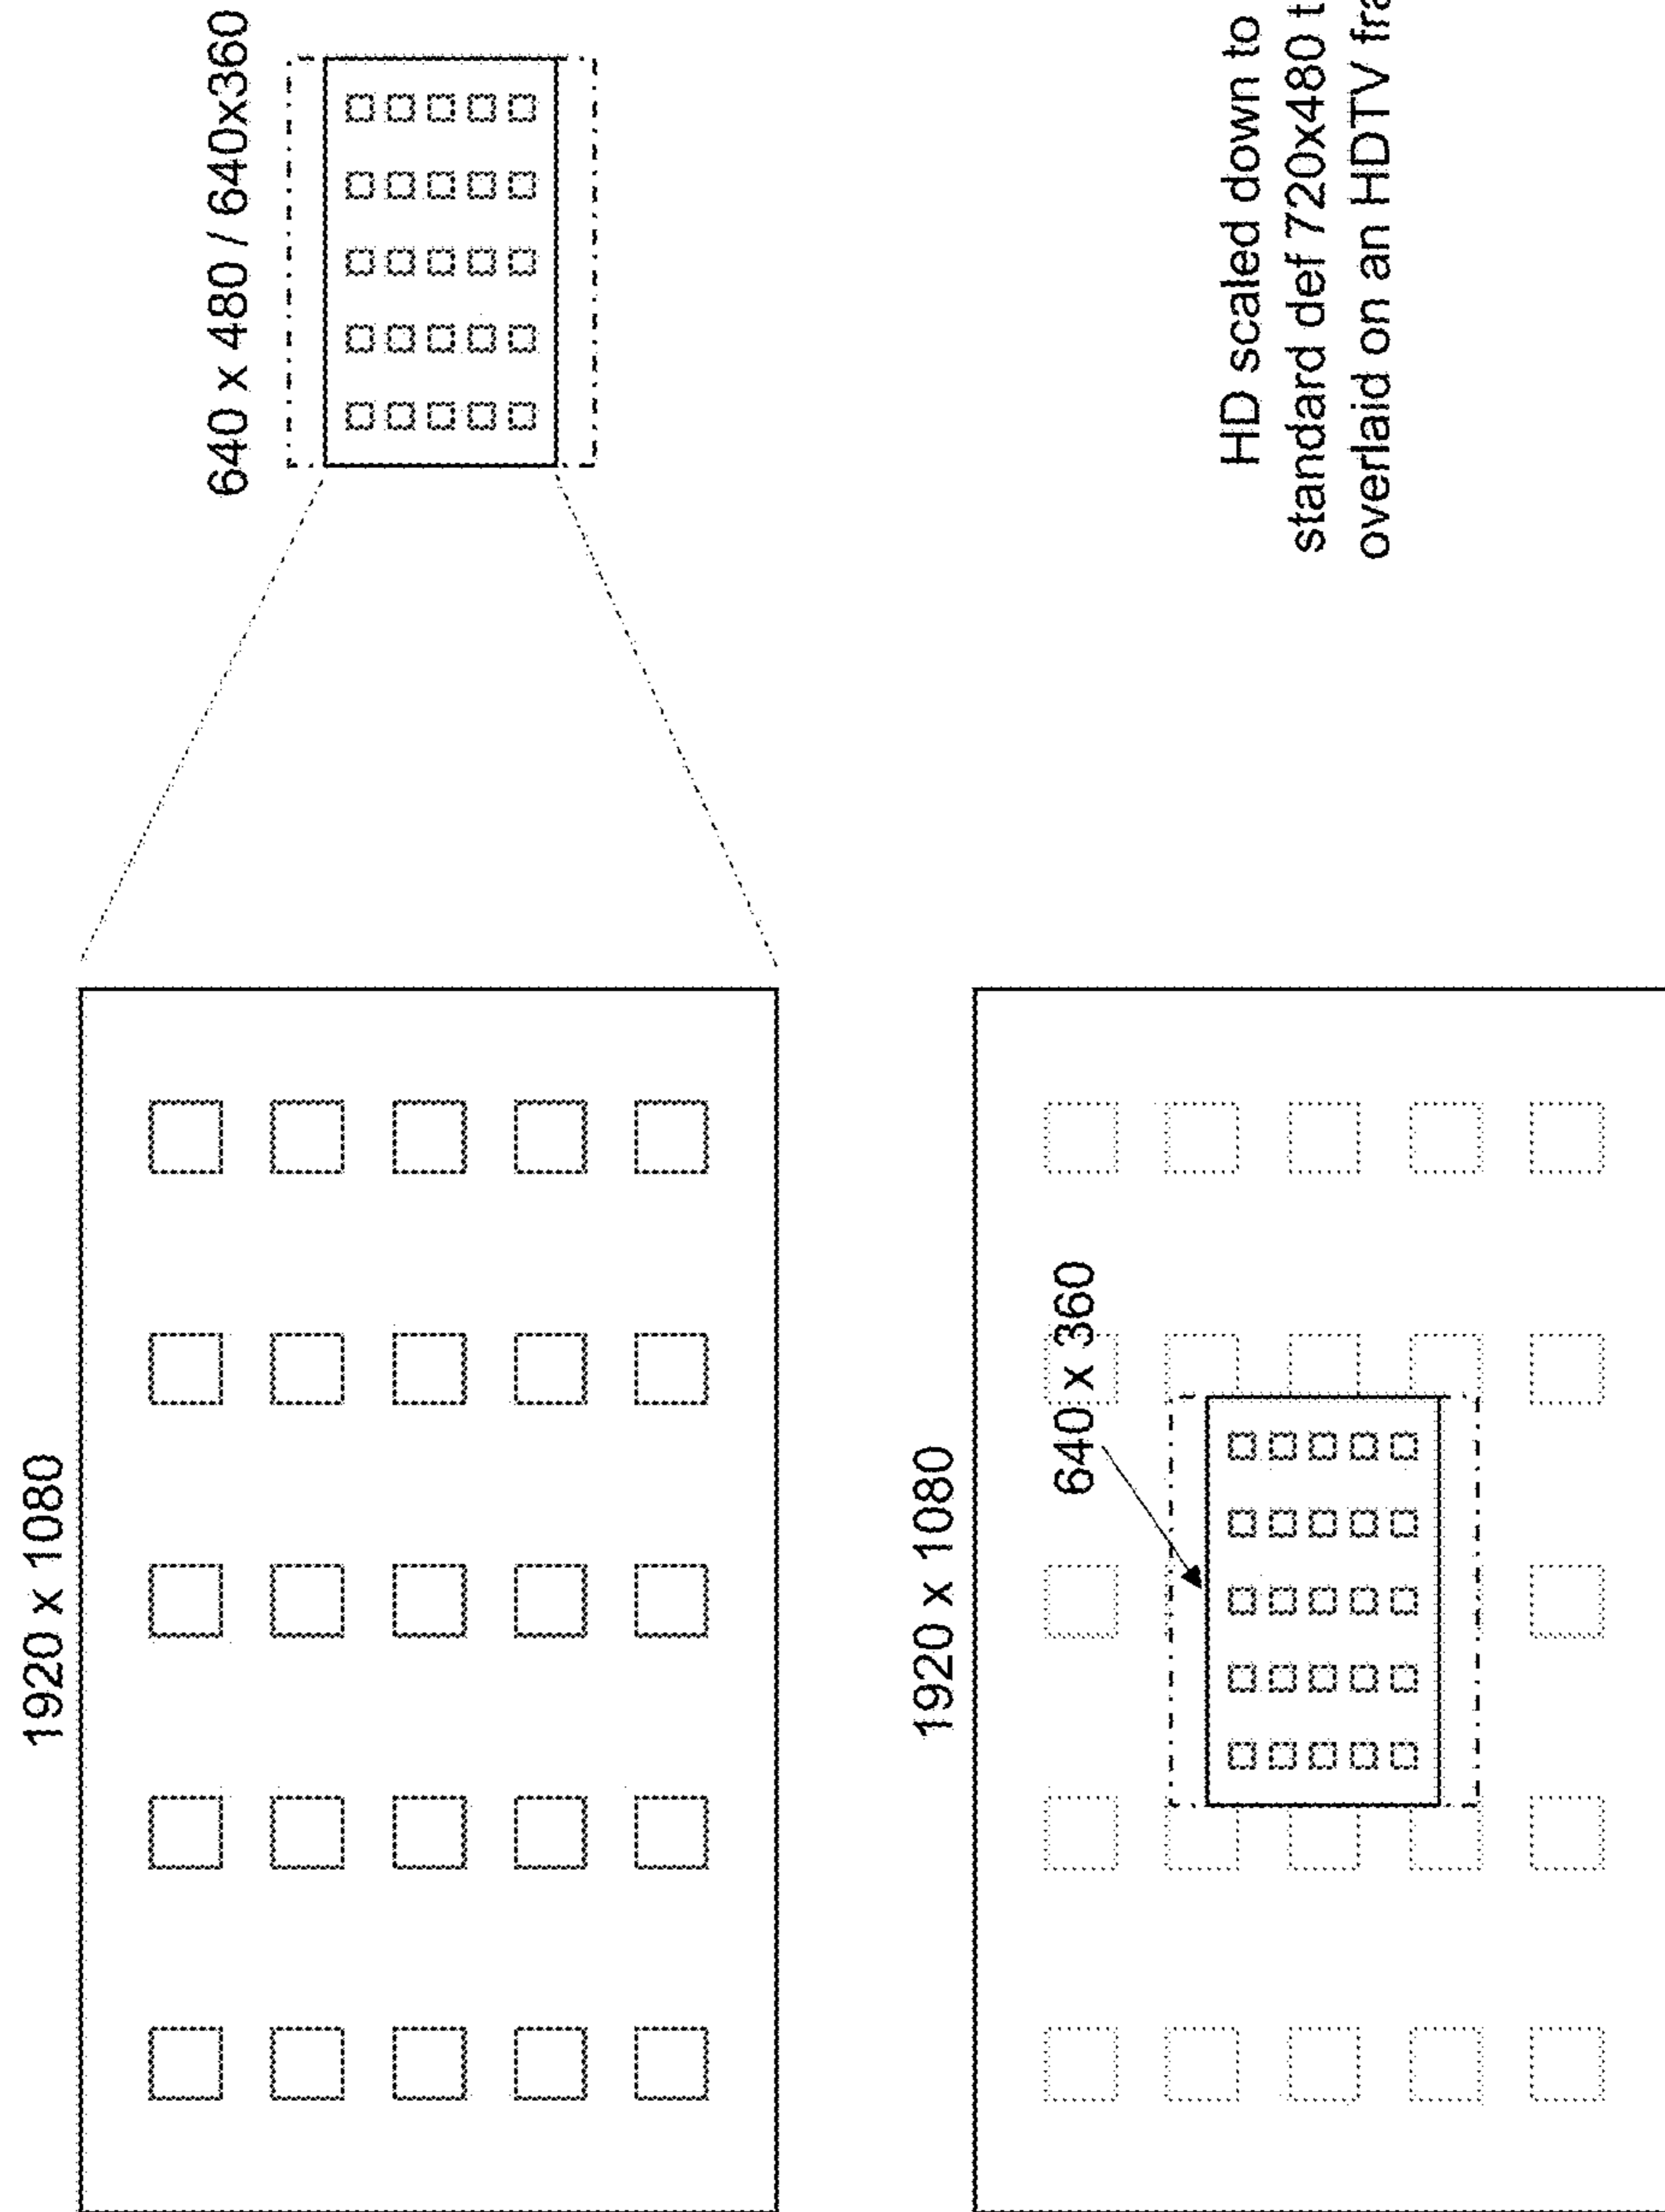 1920 x 1080
640 x 480 / 640x360
1920 x 1080
640 x 360
HD scaled down to
standard def 720x480
overlaid on an HDTV